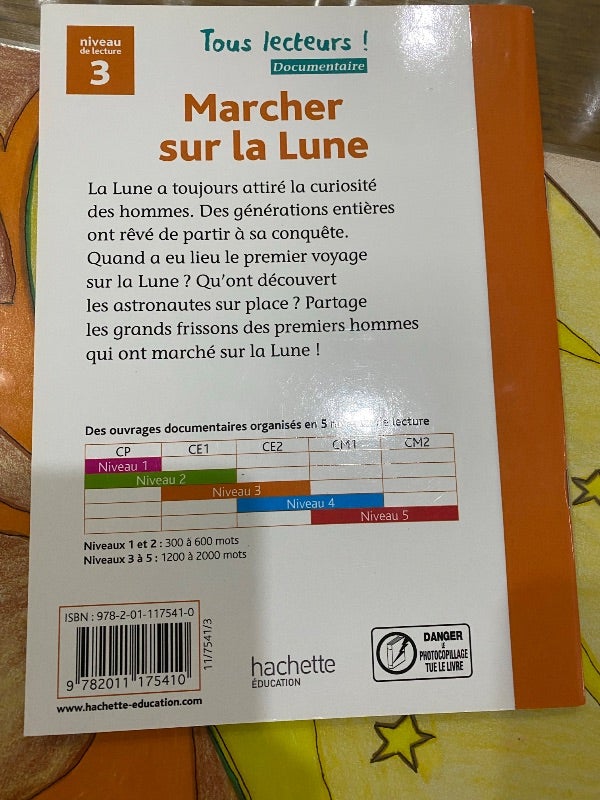 niveau
de lecture
3
Tous lecteurs !
Documentaire
Marcher
sur la Lune
La Lune a toujours attiré la curiosité
des hommes. Des générations entières
ont rêvé de partir à sa conquête.
Quand a eu lieu le premier voyage
sur la Lune ? Qu'ont découvert
les astronautes sur place ? Partage
les grands frissons des premiers hommes
qui ont marché sur la Lune !
Des ouvrages documentaires organisés en 5 lecture
CP CE1 CE2 CM1 CM2
Niveau 1
Niveau 2
Niveau 3
Niveau 4
Niveau 5
Niveaux 1 et 2 : 300 à 600 mots
Niveaux 3 à 5 : 1200 à 2000 mots
ISBN : 978-2-01-117541-0
9 782011 175410
11/7541/3
www.hachette-education.com
hachette
ÉDUCATION
DANGER
LE
PHOTOCOPILLAGE
TUE LE LIVRE